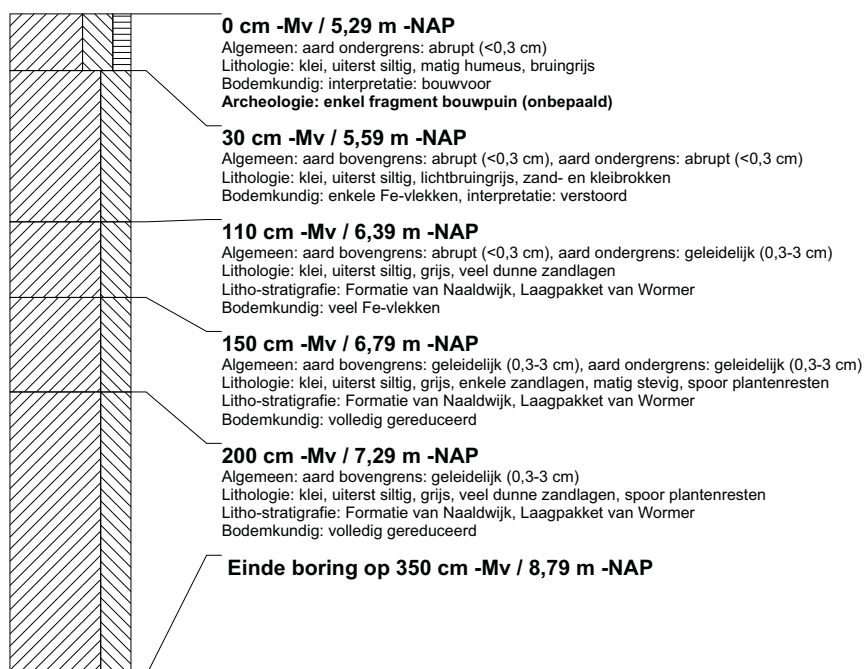 0 cm -Mv / 5,29 m -NAP
Algemeen: aard ondergrens: abrupt (<0,3 cm)
Lithologie: klei, uiterst siltig, matig humeus, bruingrijs
Bodemkundig: interpretatie: bouwvoor
Archeologie: enkel fragment bouwpuin (onbepaald)
30 cm -Mv / 5,59 m -NAP
Algemeen: aard bovengrens: abrupt (<0,3 cm), aard ondergrens: abrupt (<0,3 cm)
Lithologie: klei, uiterst siltig, lichtbruingrijs, zand- en kleibrokken
Bodemkundig: enkele Fe-vlekken, interpretatie: verstoord
110 cm -Mv / 6,39 m -NAP
Algemeen: aard bovengrens: abrupt (<0,3 cm), aard ondergrens: geleidelijk (0,3-3 cm)
Lithologie: klei, uiterst siltig, grijs, veel dunne zandlagen
Litho-stratigrafie: Formatie van Naaldwijk, Laagpakket van Wormer
Bodemkundig: veel Fe-vlekken
150 cm -Mv / 6,79 m -NAP
Algemeen: aard bovengrens: geleidelijk (0,3-3 cm), aard ondergrens: geleidelijk (0,3-3 cm)
Lithologie: klei, uiterst siltig, grijs, enkele zandlagen, matig stevig, spoor plantenresten
Litho-stratigrafie: Formatie van Naaldwijk, Laagpakket van Wormer
Bodemkundig: volledig gereduceerd
200 cm -Mv / 7,29 m -NAP
Algemeen: aard bovengrens: geleidelijk (0,3-3 cm)
Lithologie: klei, uiterst siltig, grijs, veel dunne zandlagen, spoor plantenresten
Litho-stratigrafie: Formatie van Naaldwijk, Laagpakket van Wormer
Bodemkundig: volledig gereduceerd
Einde boring op 350 cm -Mv / 8,79 m -NAP